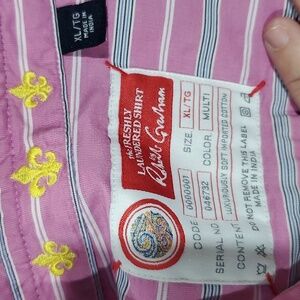 XL/TG
MADE IN
INDIA
the FRESHLY
LAUNDERED SHIRT
Robert Graham
CODE 0000001 SIZE XL/TG
SERIAL NO 046732 COLOR MULTI
CONTENT LUXURIOUSLY SOFT IMPORTED COTTON
DO NOT REMOVE THIS LABEL
MADE IN INDIA